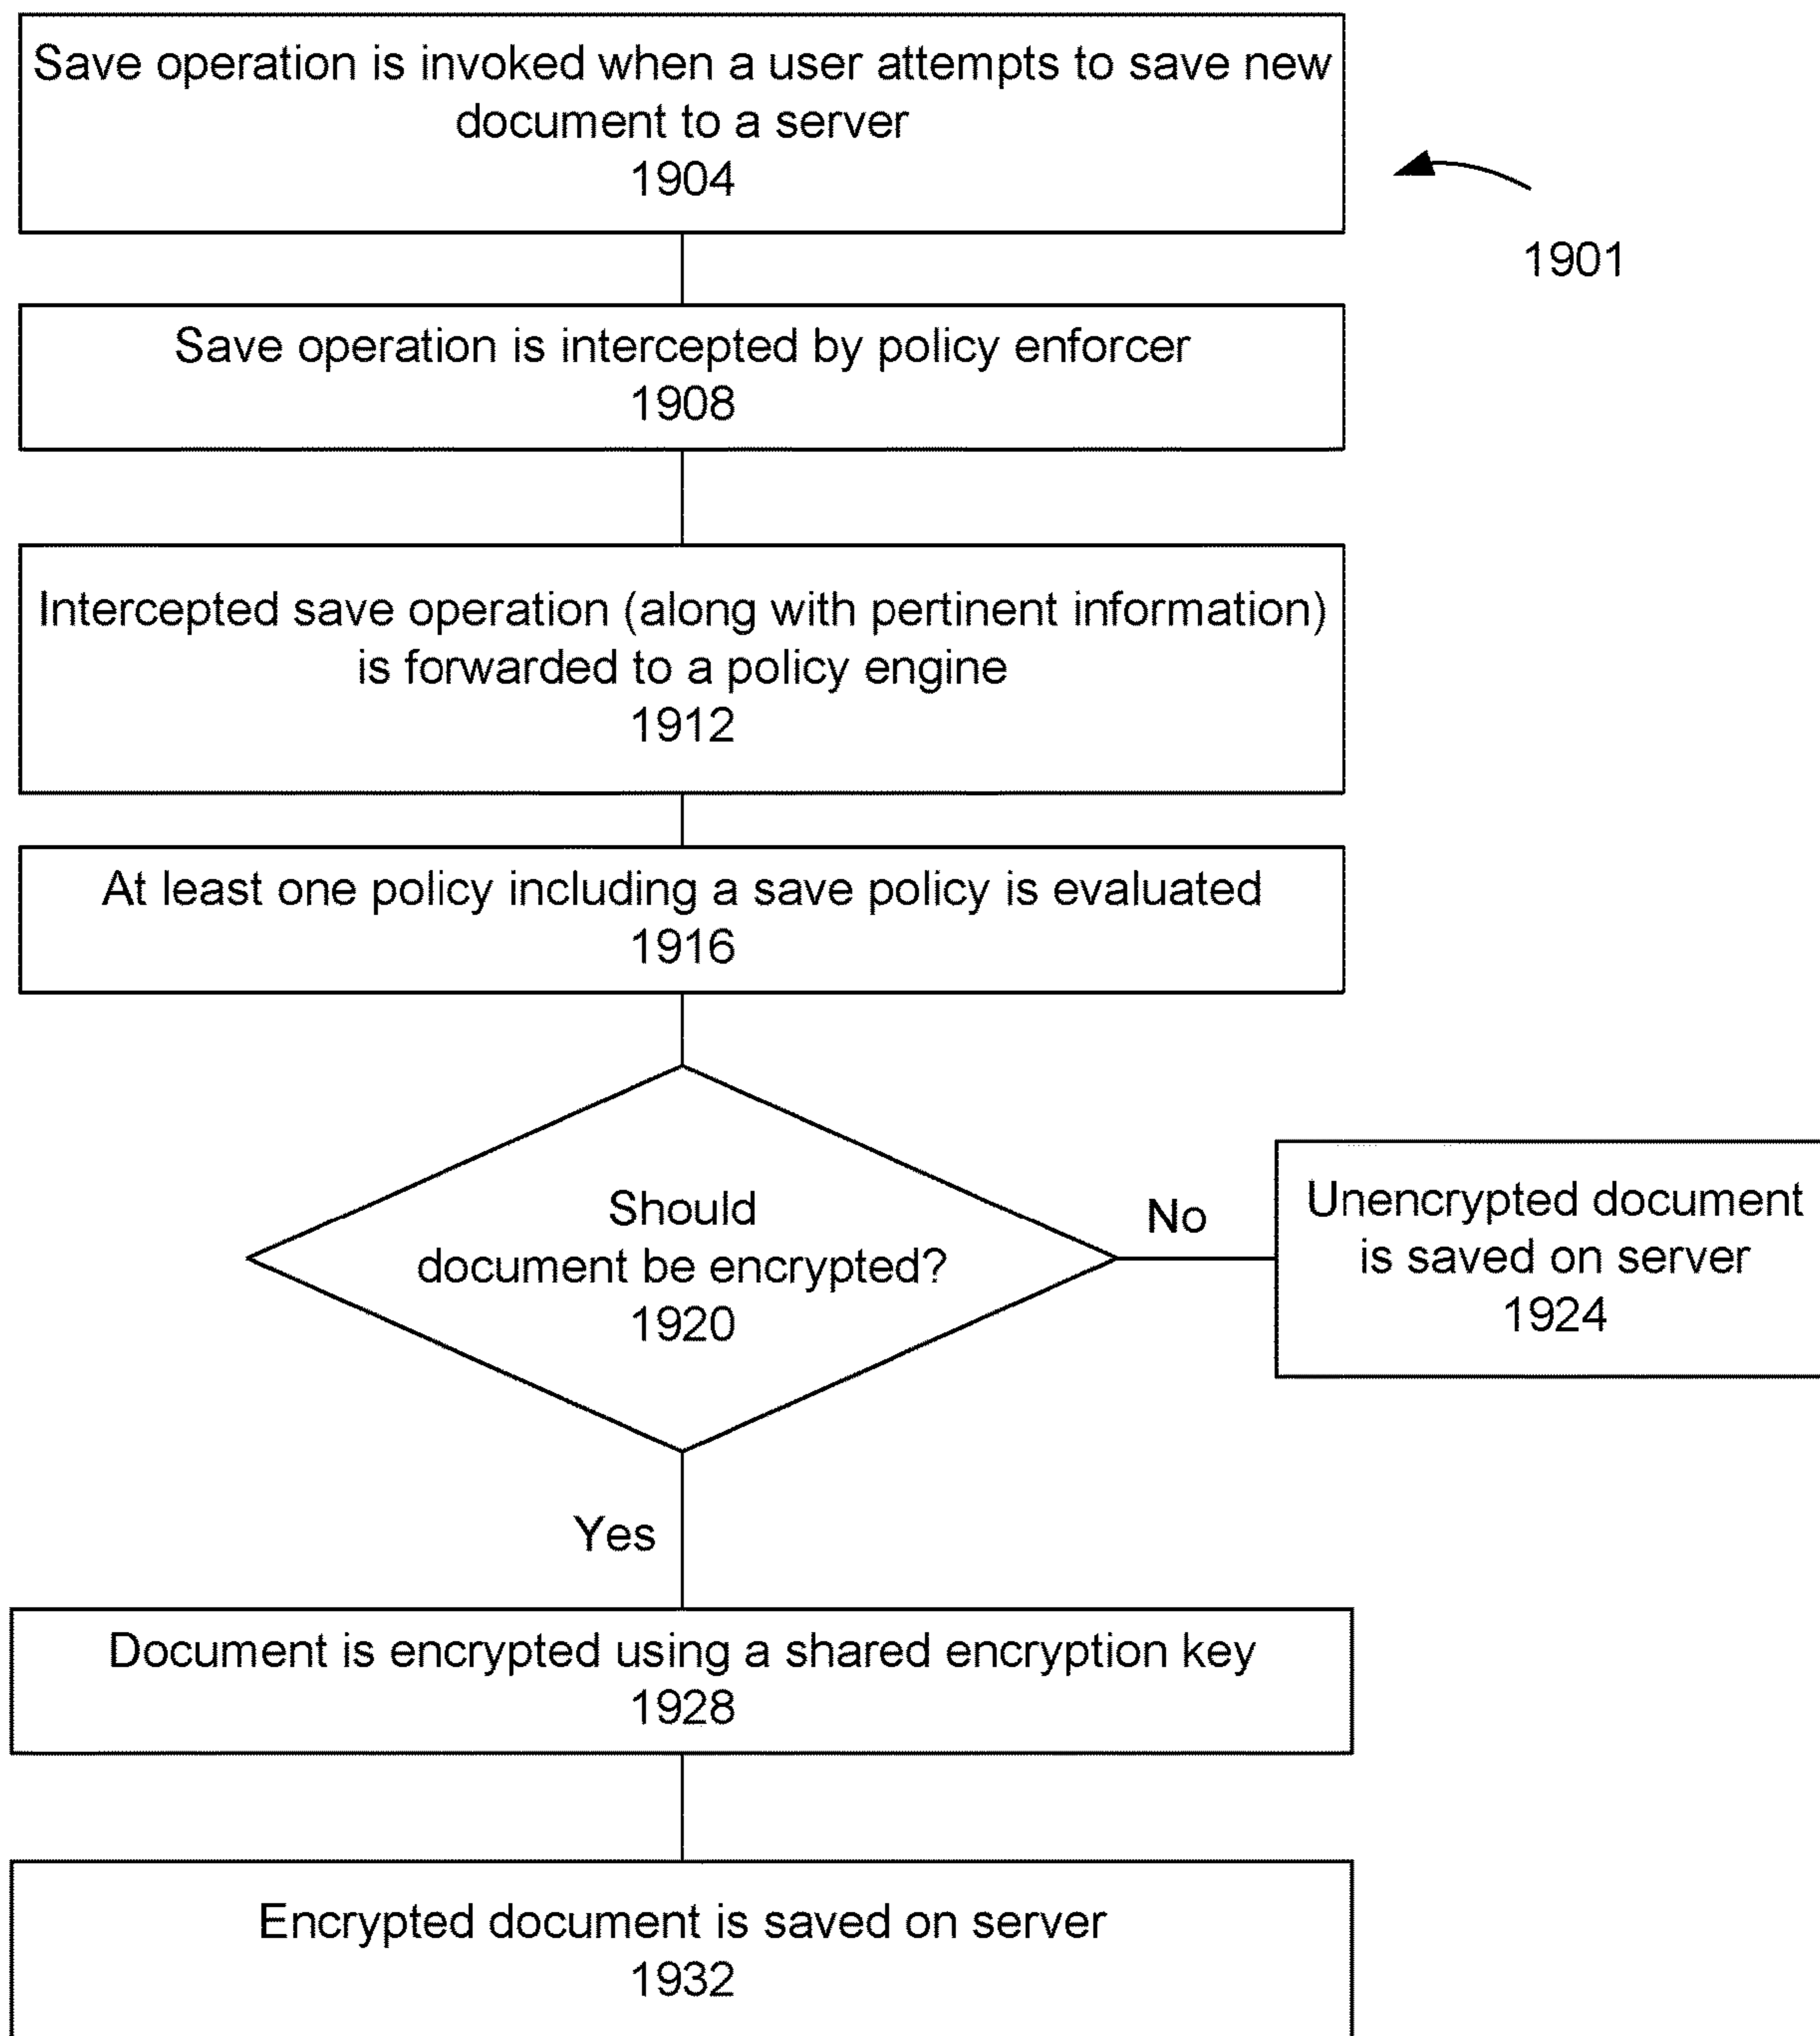 Save operation is invoked when a user attempts to save new
document to a server
1904
1901
Save operation is intercepted by policy enforcer
1908
Intercepted save operation (along with pertinent information)
is forwarded to a policy engine
1912
At least one policy including a save policy is evaluated
1916
Should
document be encrypted?
1920
No
Unencrypted document
is saved on server
1924
Yes
Document is encrypted using a shared encryption key
1928
Encrypted document is saved on server
1932